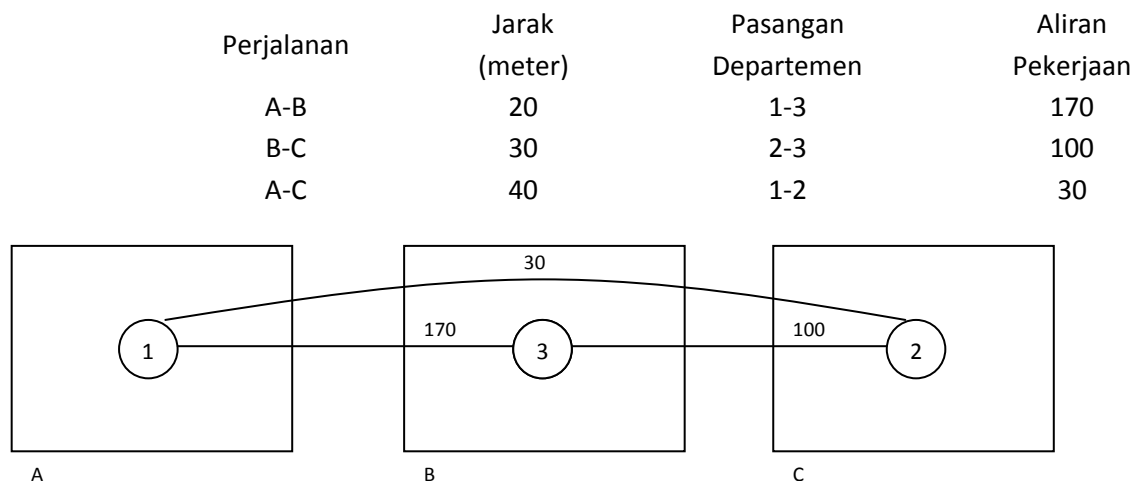 Perjalanan Jarak (meter) Pasangan Departemen Aliran Pekerjaan
A-B 20 1-3 170
B-C 30 2-3 100
A-C 40 1-2 30
30
170 100
1 3 2
A B C